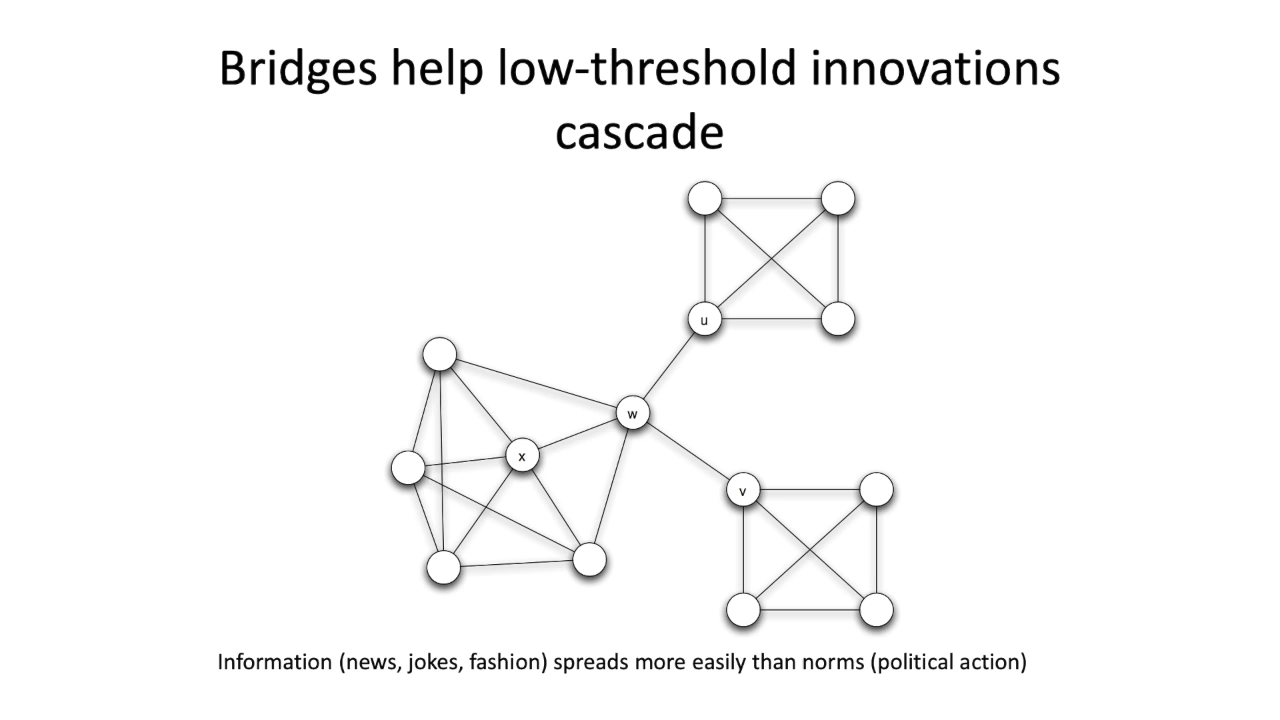 Bridges help low-threshold innovations
cascade
u
w
x
v
Information (news, jokes, fashion) spreads more easily than norms (political action)